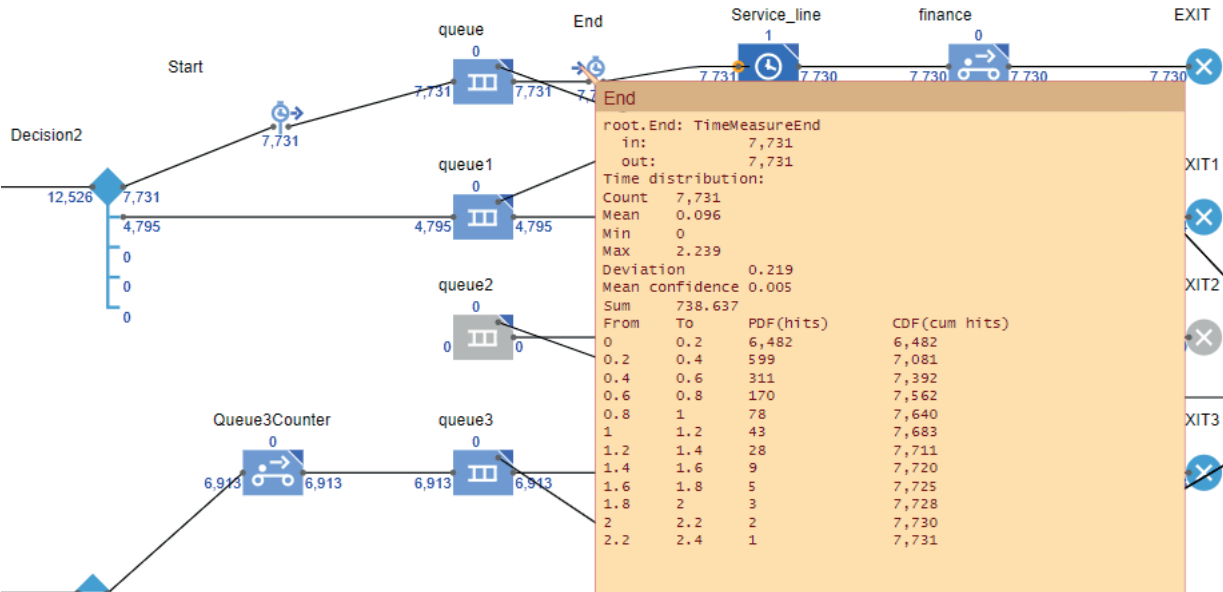 Service_line
finance
EXIT
queue
End
1
0
0
Start
7,731
7,730
7,730
7,730
7,730
7,731
7,731
End
7,731
Decision2
root.End: TimeMeasureEnd
in: 7,731
out: 7,731
queue1
XIT1
Time distribution:
0
12,526
7,731
Count 7,731
4,795
4,795
4,795
Mean 0.096
Min 0
0
Max 2.239
0
Deviation 0.219
queue2
Mean confidence 0.005
XIT2
0
Sum 738.637
0
From To PDF(hits) CDF(cum hits)
0
0
0 0.2 6,482 6,482
0.2 0.4 599 7,081
0.4 0.6 311 7,392
0.6 0.8 170 7,562
Queue3Counter
queue3
0.8 1 78 7,640
XIT3
0
0
1 1.2 43 7,683
1.2 1.4 28 7,711
1.4 1.6 9 7,720
6,913
6,913
6,913
6,913
1.6 1.8 5 7,725
1.8 2 3 7,728
2 2.2 2 7,730
2.2 2.4 1 7,731